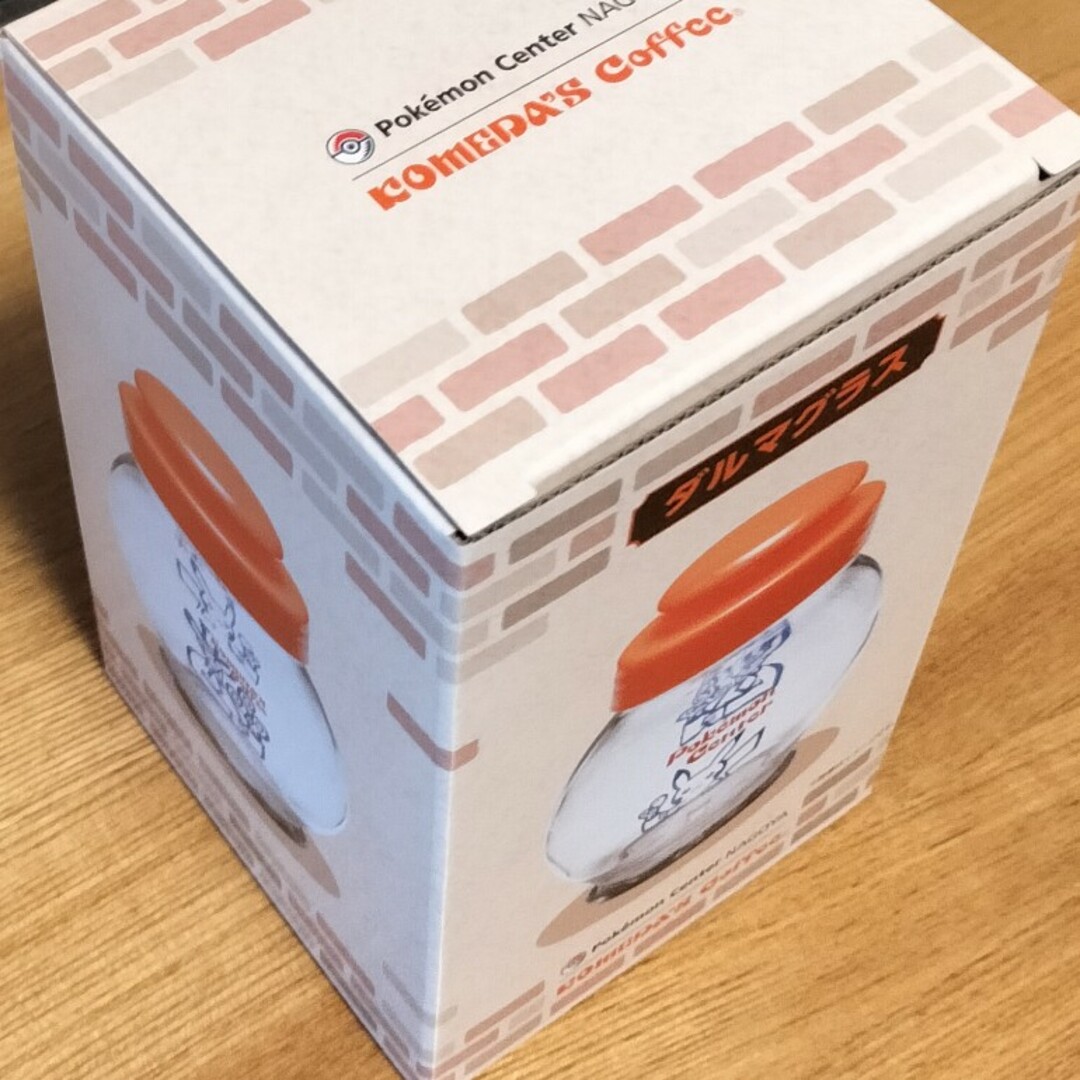 Pokémon Center NAG
KOMEDA'S Coffee®
ダルマグラス
Pokémon
Center
Pokémon Center NAGOYA
KOMEDA'S Coffee